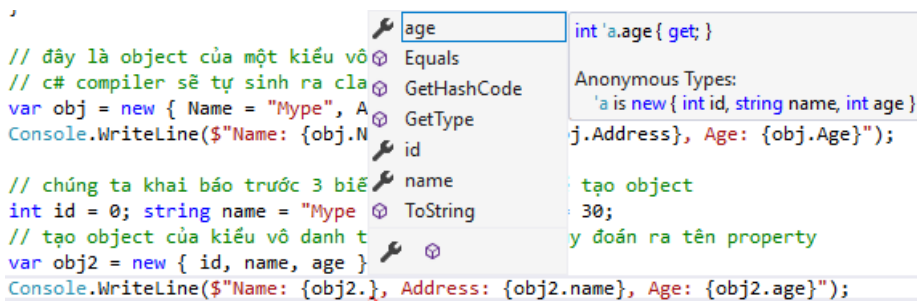 }
// đây là object của một kiểu vô
// c# compiler sẽ tự sinh ra cla
var obj = new { Name = "Mype", A
Console.WriteLine($"Name: {obj.N
j.Address}, Age: {obj.Age}");
// chúng ta khai báo trước 3 biế
tạo object
int id = 0; string name = "Mype
= 30;
// tạo object của kiểu vô danh t
y đoán ra tên property
var obj2 = new { id, name, age }
Console.WriteLine($"Name: {obj2.}, Address: {obj2.name}, Age: {obj2.age}");
age
Equals
GetHashCode
GetType
id
name
ToString
int 'a.age { get; }
Anonymous Types:
'a is new { int id, string name, int age }